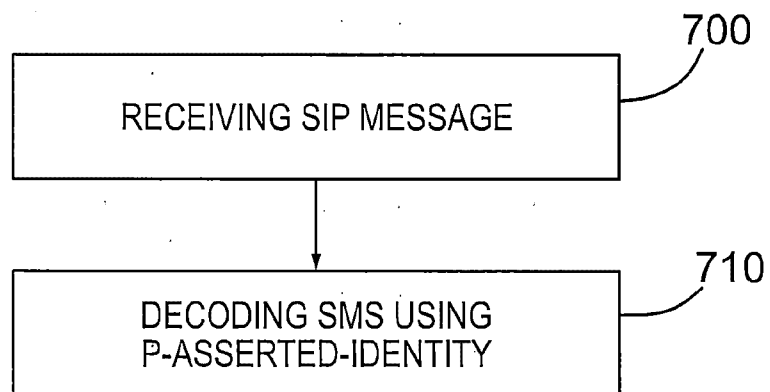 700
RECEIVING SIP MESSAGE
710
DECODING SMS USING
P-ASSERTED-IDENTITY